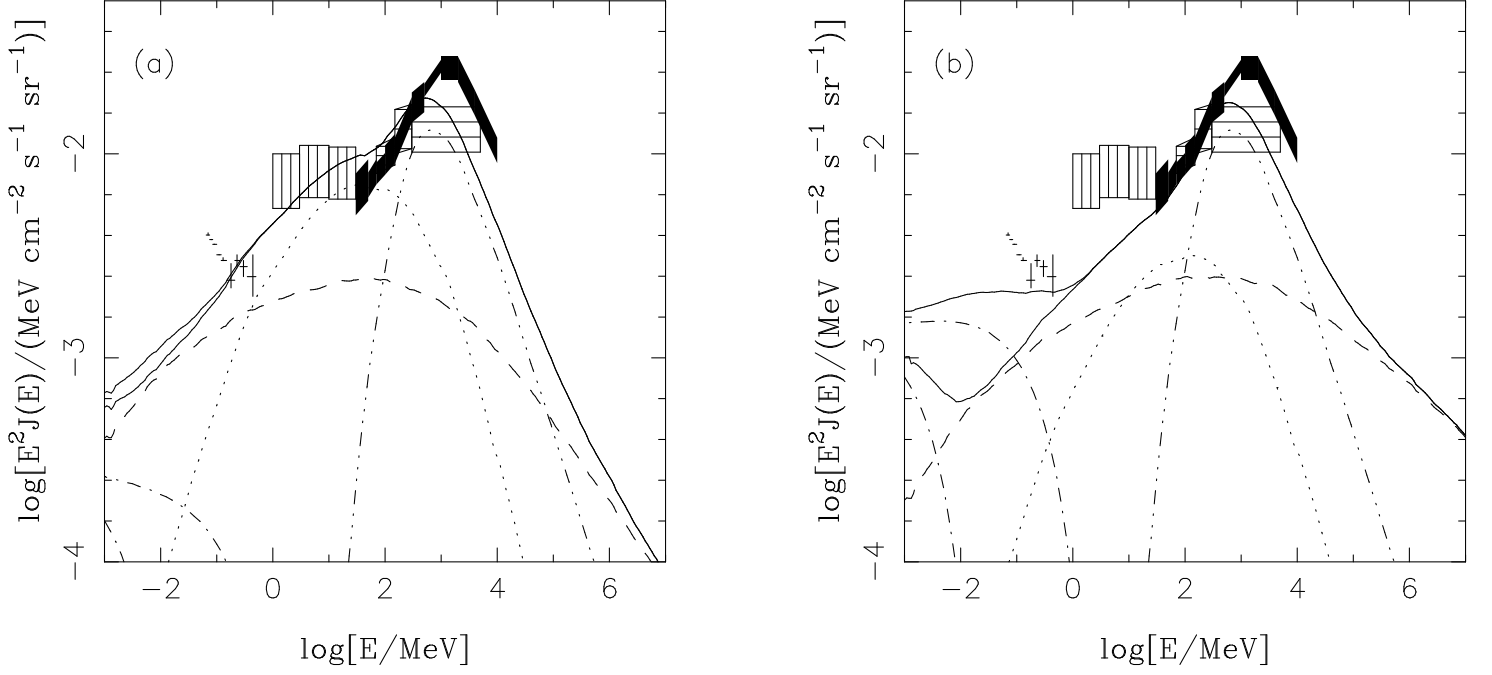 (a)
log[E²J(E)/(MeV cm⁻² s⁻¹ sr⁻¹)]
−2
−3
−4
−2 0 2 4 6
log[E/MeV]
(b)
log[E²J(E)/(MeV cm⁻² s⁻¹ sr⁻¹)]
−2
−3
−4
−2 0 2 4 6
log[E/MeV]